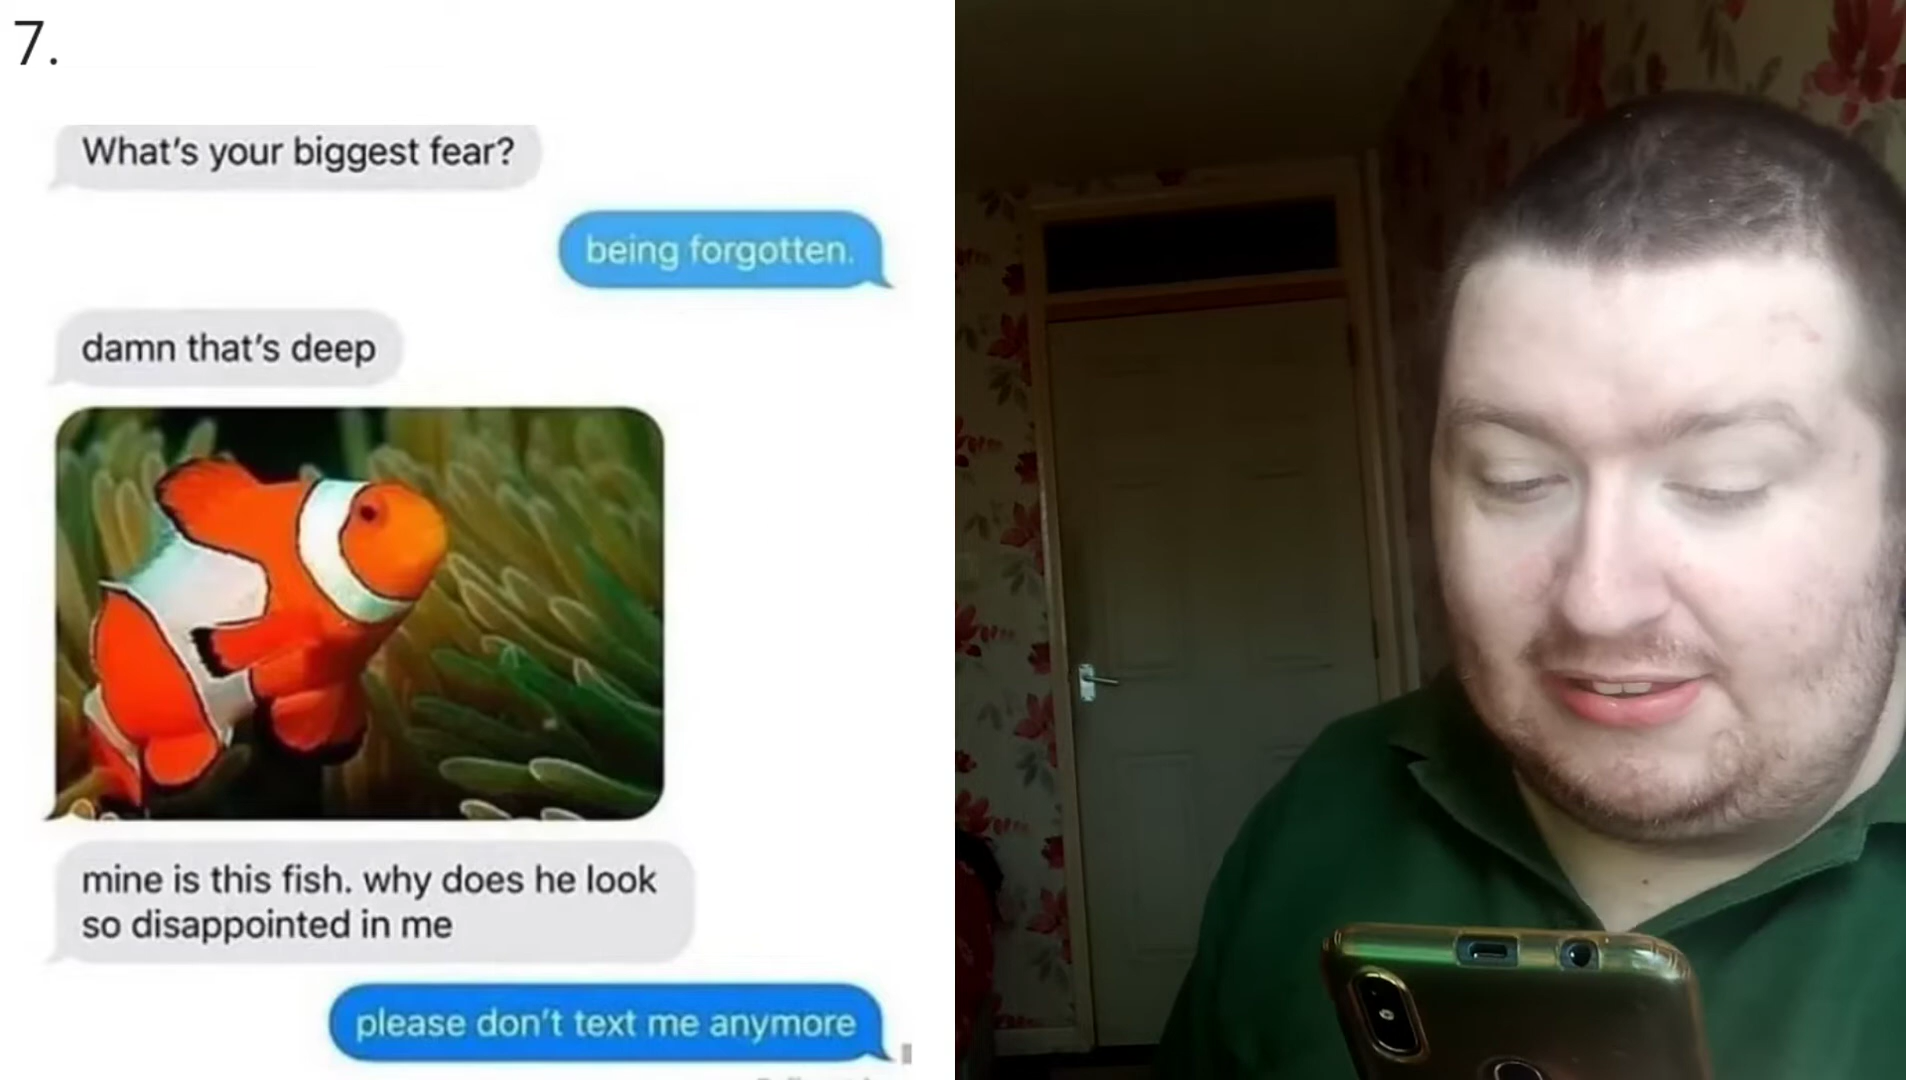 7.
What's your biggest fear?
being forgotten.
damn that's deep
mine is this fish. why does he look
so disappointed in me
please don't text me anymore